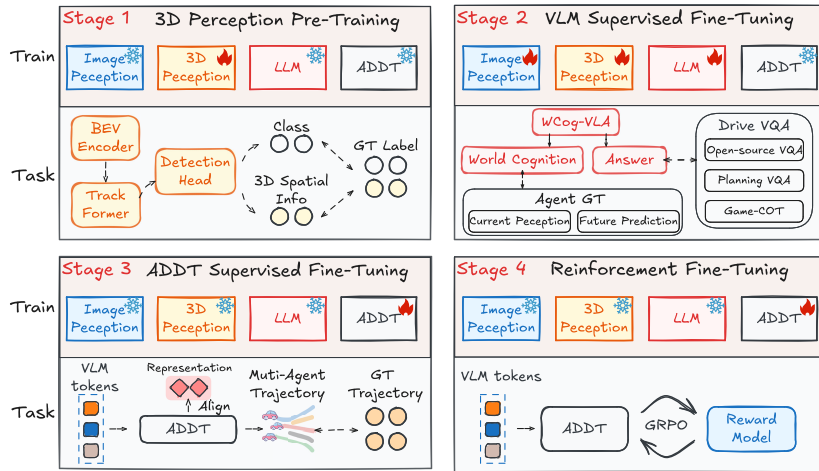 Stage 1 3D Perception Pre-Training
Train
Image
Peception
3D
Peception
LLM
ADDT
Task
BEV
Encoder
Track
Former
Detection
Head
Class
3D Spatial
Info
GT Label
Stage 2 VLM Supervised Fine-Tuning
Image
Peception
3D
Peception
LLM
ADDT
WCog-VLA
World Cognition
Answer
Agent GT
Current Peception
Future Prediction
Drive VQA
Open-source VQA
Planning VQA
Game-COT
Stage 3 ADDT Supervised Fine-Tuning
Train
Image
Peception
3D
Peception
LLM
ADDT
Task
VLM
tokens
Representation
Align
ADDT
Muti-Agent
Trajectory
GT
Trajectory
Stage 4 Reinforcement Fine-Tuning
Image
Peception
3D
Peception
LLM
ADDT
VLM tokens
ADDT
GRPO
Reward
Model